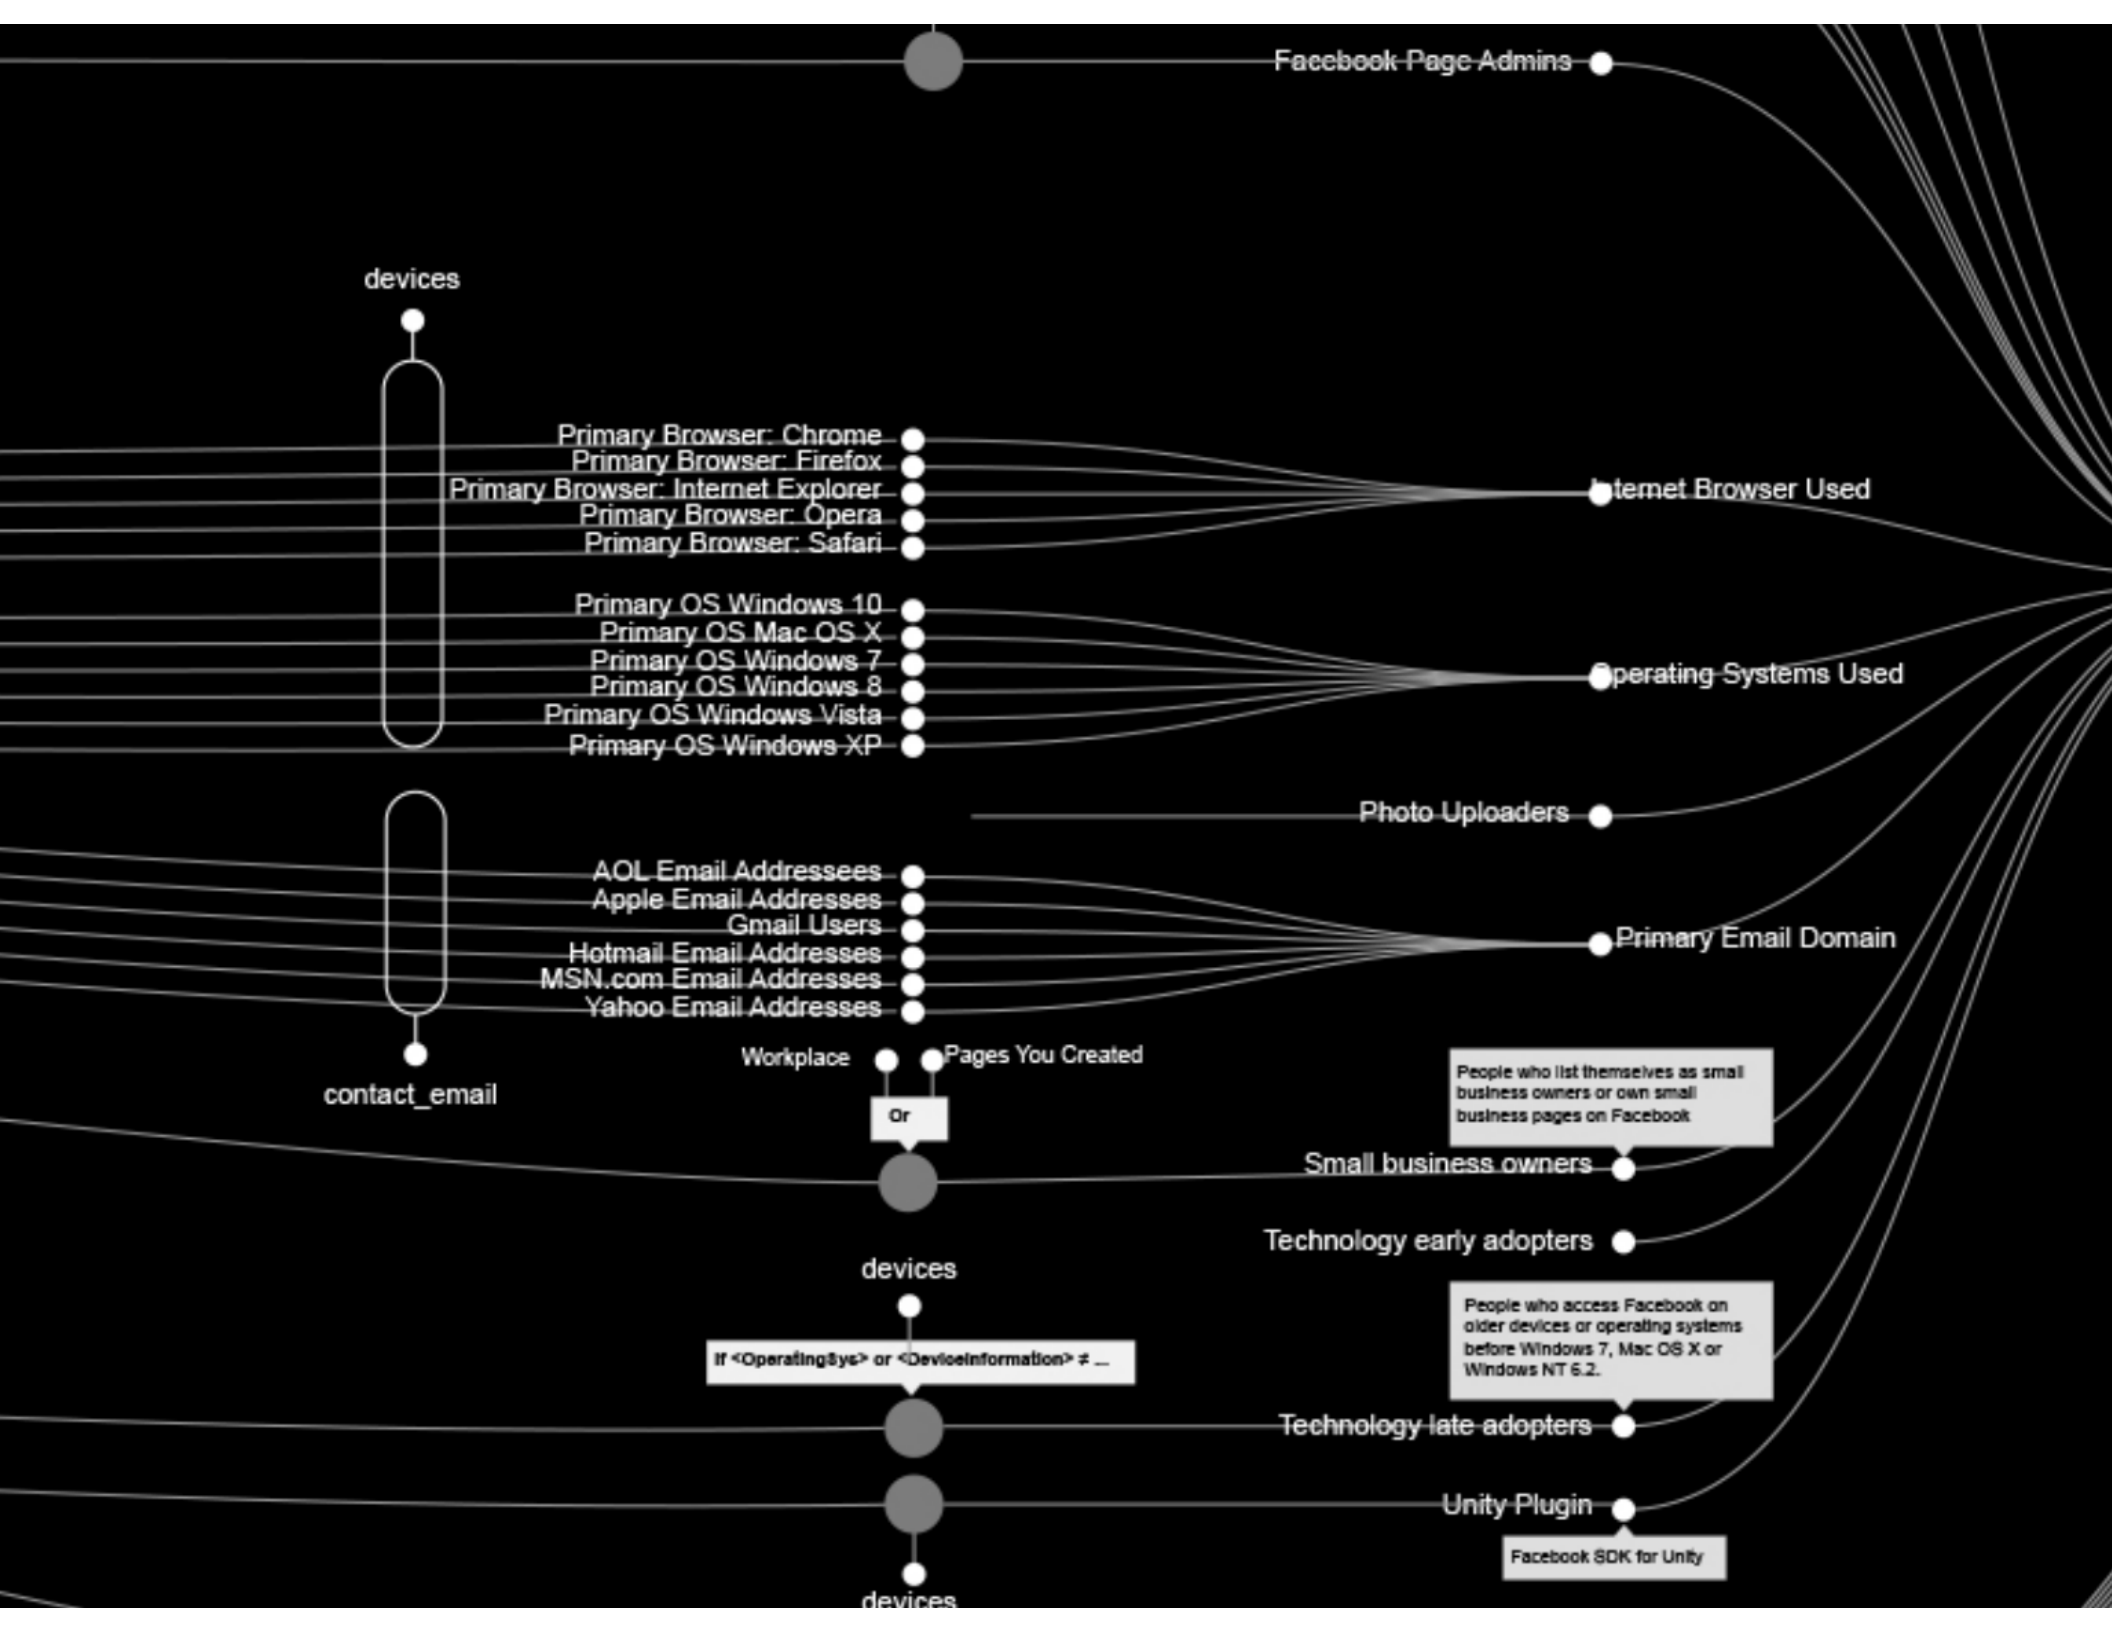 Facebook Page Admins
devices
Primary Browser: Chrome
Primary Browser: Firefox
Primary Browser: Internet Explorer
Primary Browser: Opera
Primary Browser: Safari
Internet Browser Used
Primary OS Windows 10
Primary OS Mac OS X
Primary OS Windows 7
Primary OS Windows 8
Primary OS Windows Vista
Primary OS Windows XP
Operating Systems Used
Photo Uploaders
AOL Email Addressees
Apple Email Addresses
Gmail Users
Hotmail Email Addresses
MSN.com Email Addresses
Yahoo Email Addresses
Primary Email Domain
contact_email
Workplace
Pages You Created
Or
People who list themselves as small
business owners or own small
business pages on Facebook
Small business owners
Technology early adopters
devices
If <OperatingSys> or <DeviceInformation> ≠ ...
People who access Facebook on
older devices or operating systems
before Windows 7, Mac OS X or
Windows NT 6.2.
Technology late adopters
Unity Plugin
Facebook SDK for Unity
devices